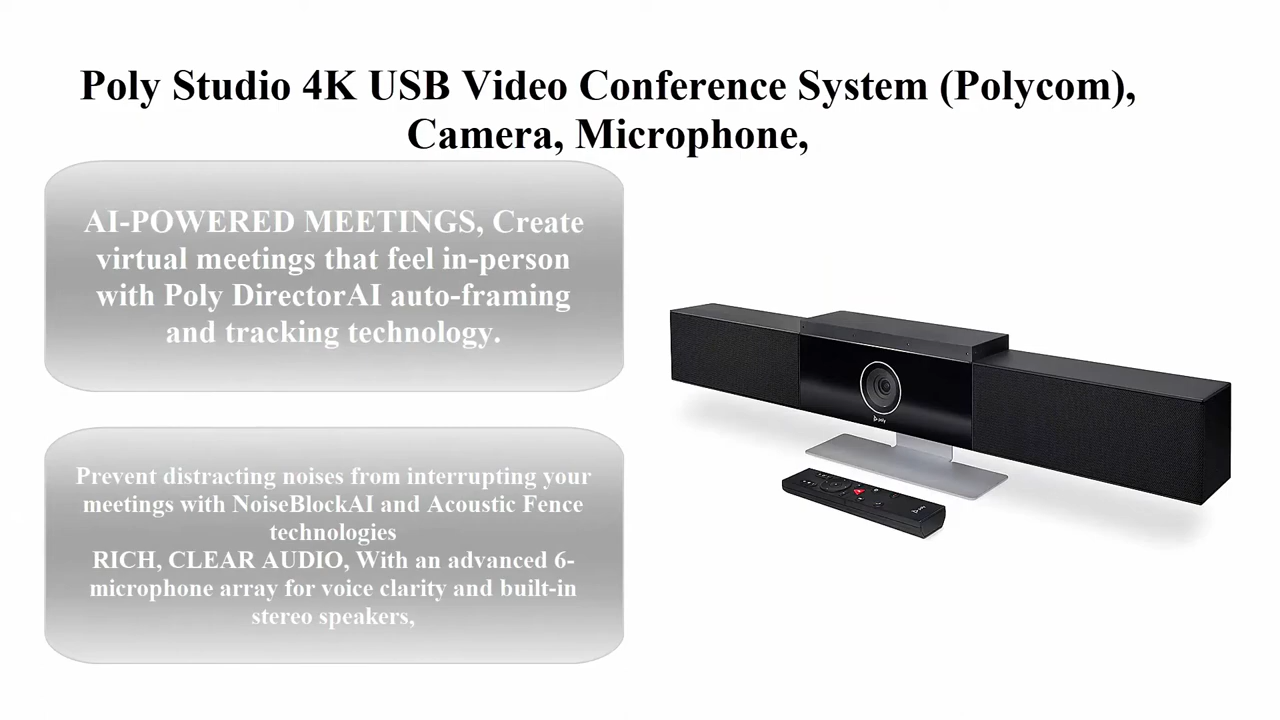 Poly Studio 4K USB Video Conference System (Polycom),
Camera, Microphone,
AI-POWERED MEETINGS, Create
virtual meetings that feel in-person
with Poly DirectorAI auto-framing
and tracking technology.
Prevent distracting noises from interrupting your
meetings with NoiseBlockAI and Acoustic Fence
technologies
RICH, CLEAR AUDIO, With an advanced 6-
microphone array for voice clarity and built-in
stereo speakers,
poly
poly